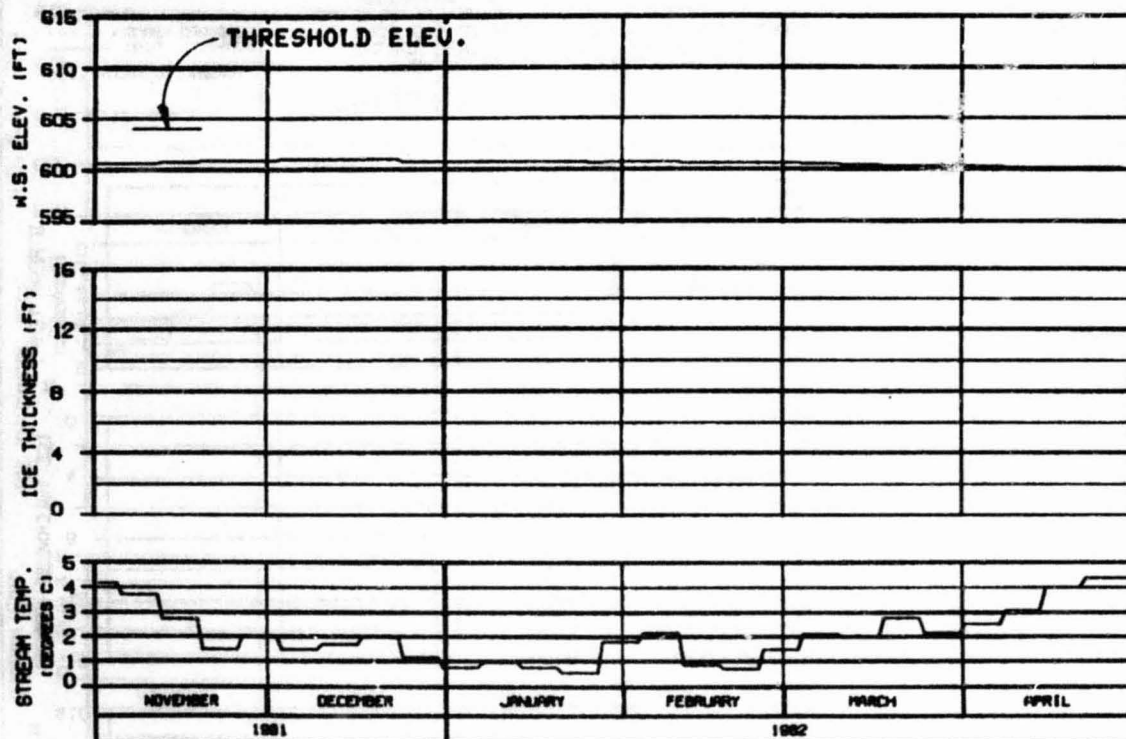 615
THRESHOLD ELEV.
610
605
600
595
W.S. ELEV. (FT)
16
12
8
4
0
ICE THICKNESS (FT)
5
4
3
2
1
0
STREAM TEMP.
(DEGREES C)
NOVEMBER DECEMBER JANUARY FEBRUARY MARCH APRIL
1981 1982